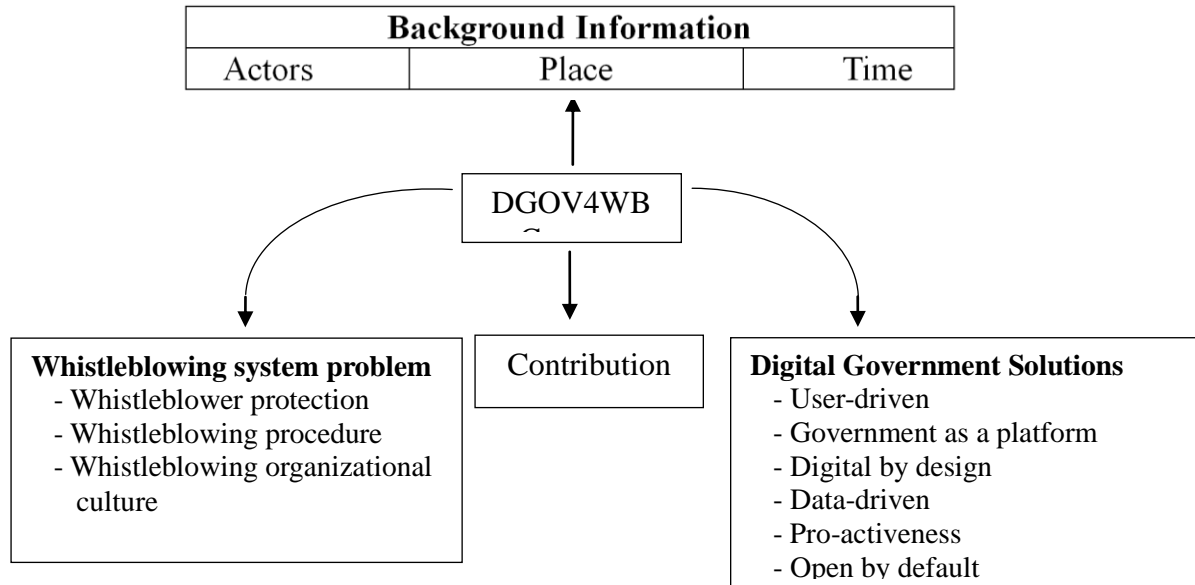 Background Information
Actors Place Time
DGOV4WB
Whistleblowing system problem
- Whistleblower protection
- Whistleblowing procedure
- Whistleblowing organizational
culture
Contribution
Digital Government Solutions
- User-driven
- Government as a platform
- Digital by design
- Data-driven
- Pro-activeness
- Open by default